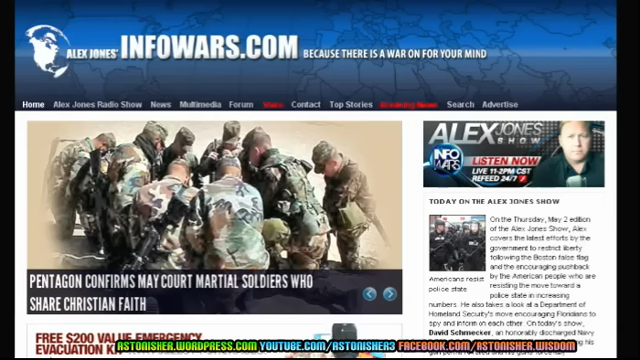 ALEX JONES' INFOWARS.COM BECAUSE THERE IS A WAR ON FOR YOUR MIND
Home Alex Jones Radio Show News Multimedia Forum Store Contact Top Stories Breaking News Search Advertise
ALEX JONES
SHOW
INFO
WARS
LISTEN NOW
LIVE 11-2PM CST
REFEED 24/7
TODAY ON THE ALEX JONES SHOW
On the Thursday, May 2 edition
of the Alex Jones Show, Alex
covers the latest efforts by the
government to restrict liberty
following the Boston false flag
and the encouraging pushback
Americans resist by the American people who are
police state. resisting the move toward a
police state in increasing
numbers. He also takes a look at a Department of
Homeland Security's move encouraging Floridians to
spy and inform on each other. On today's show,
David Schmecker, an honorably discharged Navy
PENTAGON CONFIRMS MAY COURT MARTIAL SOLDIERS WHO
SHARE CHRISTIAN FAITH
FREE $200 VALUE EMERGENCY
EVACUATION
ASTONISHER.WORDPRESS.COM YOUTUBE.COM/ASTONISHER3 FACEBOOK.COM/ASTONISHER.WISDOM